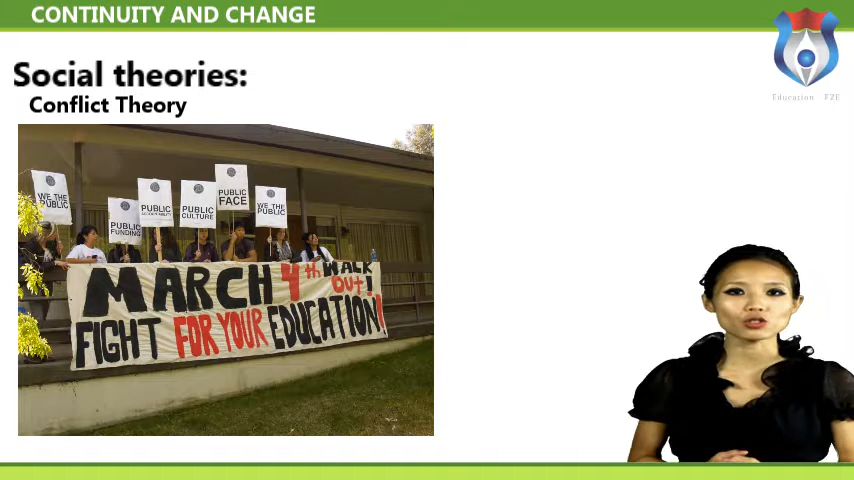 CONTINUITY AND CHANGE
Education F2E
Social theories:
Conflict Theory
WE THE
PUBLIC
PUBLIC
FUNDING
PUBLIC
PUBLIC
CULTURE
PUBLIC
FACE
WE THE
PUBLIC
MARCH 4th WALK
OUT!
FIGHT FOR YOUR EDUCATION!